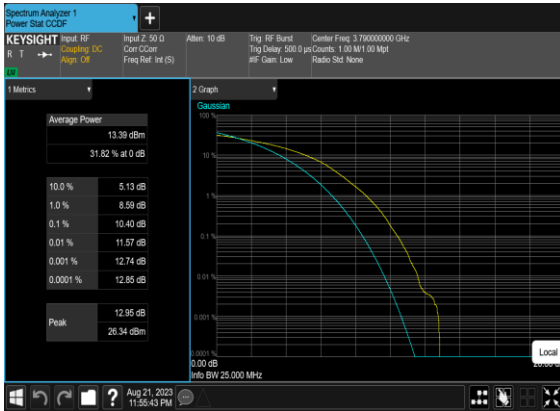 Spectrum Analyzer 1
Power Stat CCDF
+
KEYSIGHT
R T
LV
Input: RF
Coupling: DC
Align: Off
Input Z: 50 Ω
Corr CCorr
Freq Ref: Int (S)
Atten: 10 dB
Trig: RF Burst
Trig Delay: 500.0 µs
#IF Gain: Low
Center Freq: 3.790000000 GHz
Counts: 1.00 M/1.00 Mpt
Radio Std: None
1 Metrics
Average Power
13.39 dBm
31.82 % at 0 dB
10.0 % 5.13 dB
1.0 % 8.59 dB
0.1 % 10.40 dB
0.01 % 11.57 dB
0.001 % 12.74 dB
0.0001 % 12.85 dB
Peak
12.95 dB
26.34 dBm
2 Graph
Gaussian
100 %
10 %
1 %
0.1 %
0.01 %
0.001 %
0.0001 %
0.00 dB
Info BW 25.000 MHz
Local
?
Aug 21, 2023
11:55:43 PM